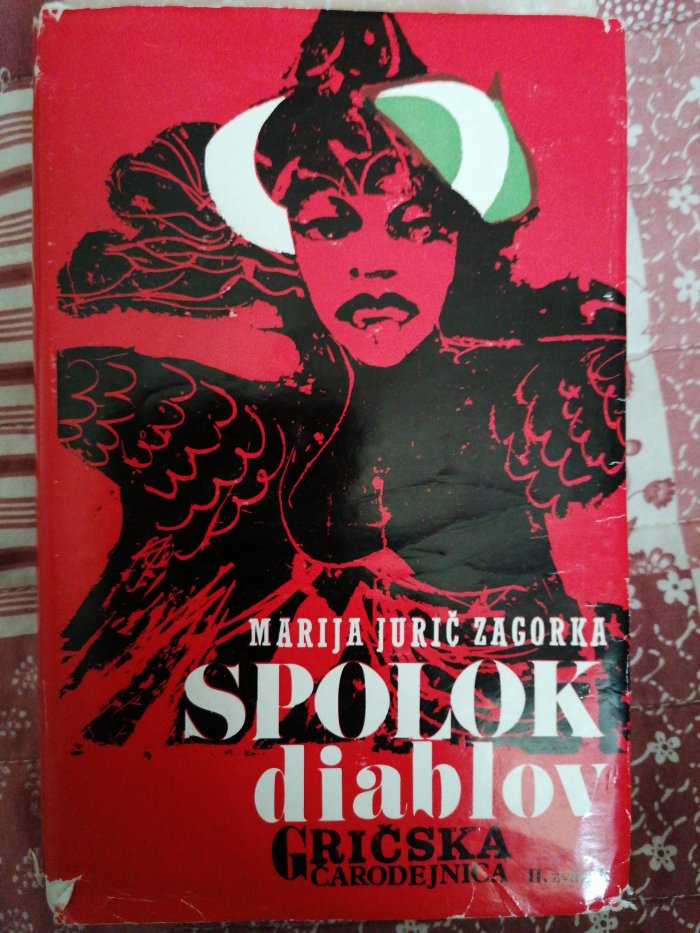 MARIJA JURIČ ZAGORKA
SPOLOK
diablov
GRIČSKA
ČARODEJNICA II.